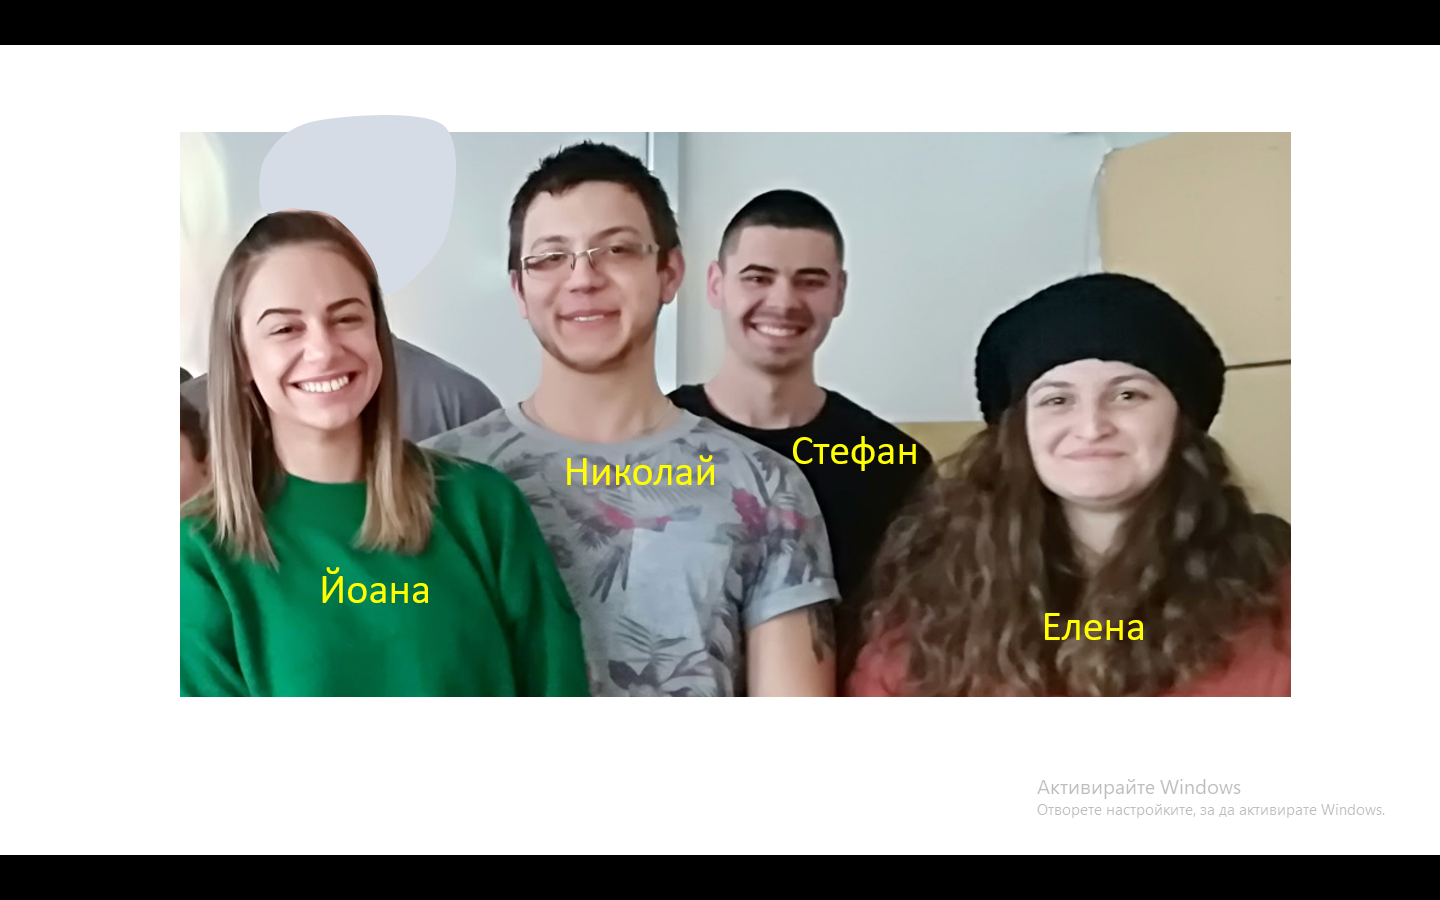 Йоана
Николай
Стефан
Елена
Активирайте Windows
Отворете настройките, за да активирате Windows.